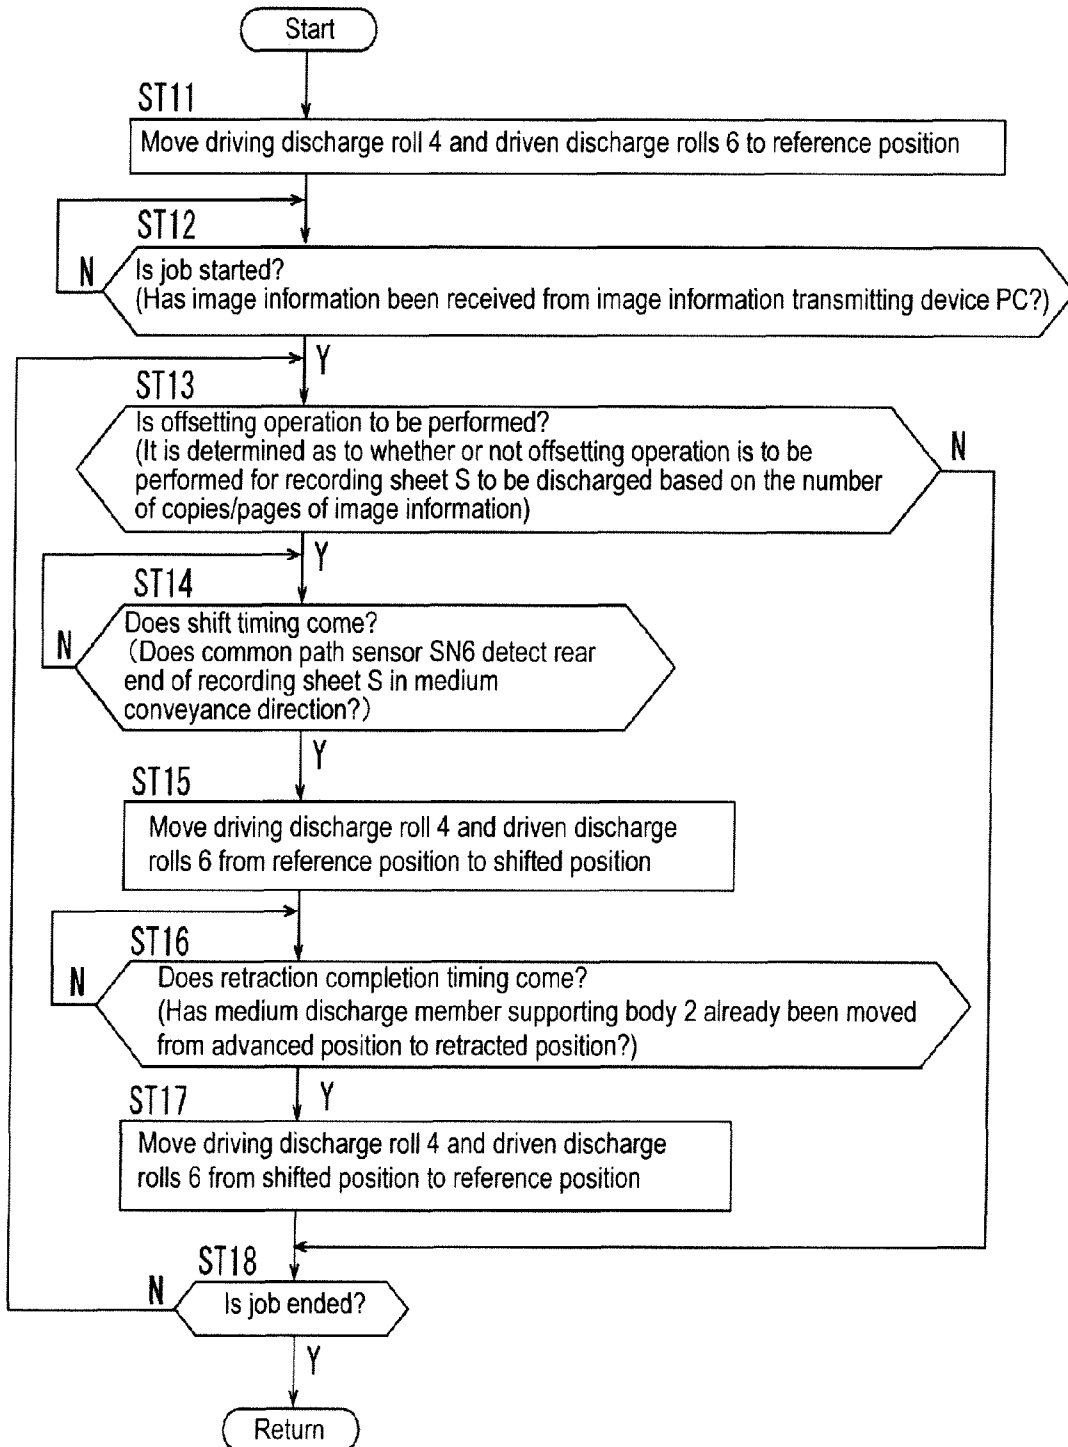 Start
ST11
Move driving discharge roll 4 and driven discharge rolls 6 to reference position
ST12
N
Is job started?
(Has image information been received from image information transmitting device PC?)
Y
ST13
Is offsetting operation to be performed?
(It is determined as to whether or not offsetting operation is to be
performed for recording sheet S to be discharged based on the number
of copies/pages of image information)
N
Y
ST14
N
Does shift timing come?
(Does common path sensor SN6 detect rear
end of recording sheet S in medium
conveyance direction?)
Y
ST15
Move driving discharge roll 4 and driven discharge
rolls 6 from reference position to shifted position
ST16
N
Does retraction completion timing come?
(Has medium discharge member supporting body 2 already been moved
from advanced position to retracted position?)
Y
ST17
Move driving discharge roll 4 and driven discharge
rolls 6 from shifted position to reference position
ST18
N
Is job ended?
Y
Return